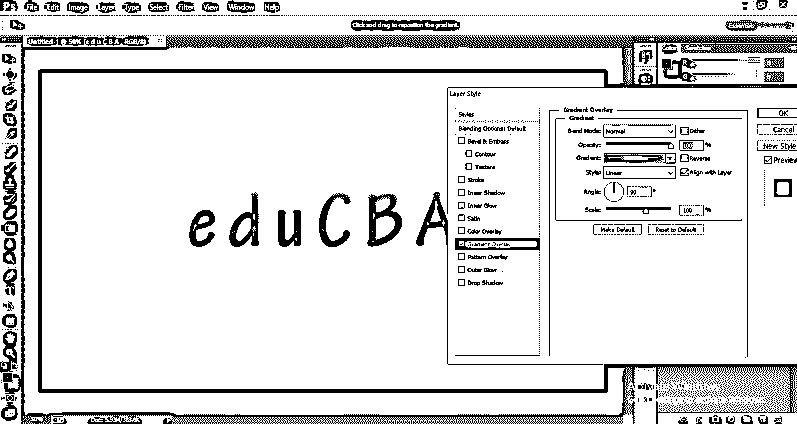 Ps File Edit Image Layer Type Select Filter View Window Help
Click and drag to reposition the gradient.
Layer Style
Styles
Blending Options: Default
Bevel & Emboss
Contour
Texture
Stroke
Inner Shadow
Inner Glow
Satin
Color Overlay
Gradient Overlay
Pattern Overlay
Outer Glow
Drop Shadow
Gradient Overlay
Gradient
Blend Mode: Normal Dither
Opacity: 100 %
Gradient: Reverse
Style: Linear Align with Layer
Angle: 90 °
Scale: 100 %
Make Default Reset to Default
OK
Cancel
New Style
Preview
eduCBA